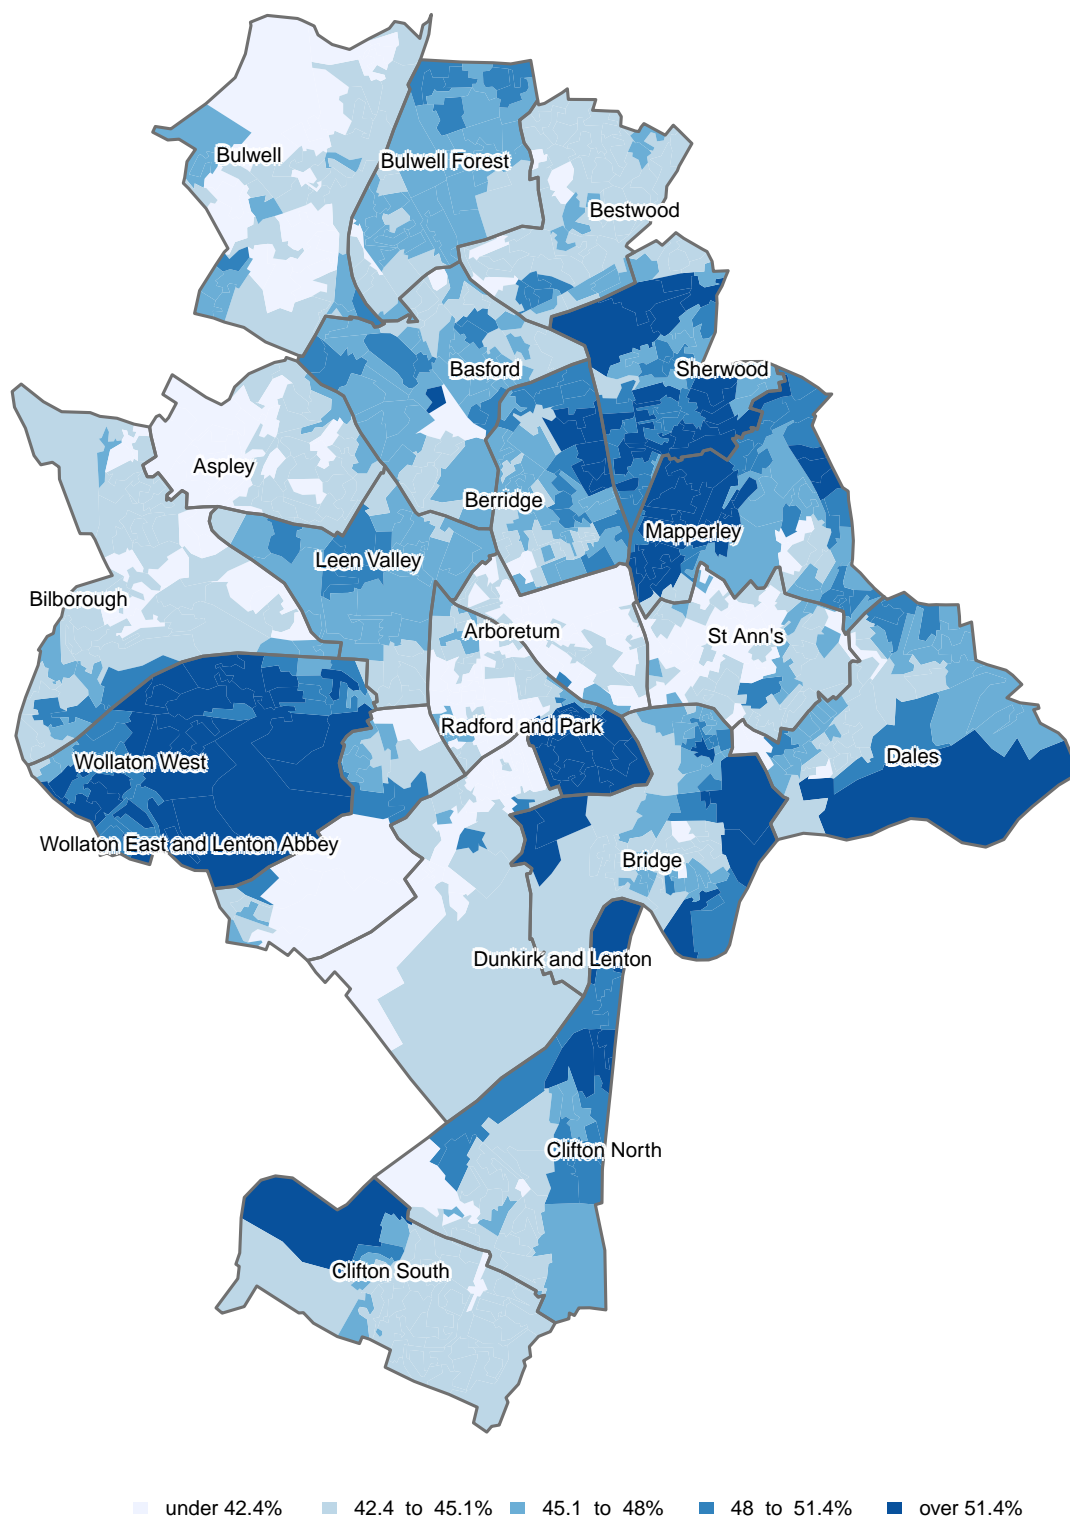 Bulwell
Bulwell Forest
Bestwood
Basford
Sherwood
Aspley
Berridge
Mapperley
Leen Valley
Bilborough
Arboretum
St Ann's
Radford and Park
Wollaton West
Dales
Wollaton East and Lenton Abbey
Bridge
Dunkirk and Lenton
Clifton North
Clifton South
under 42.4% 42.4 to 45.1% 45.1 to 48% 48 to 51.4% over 51.4%